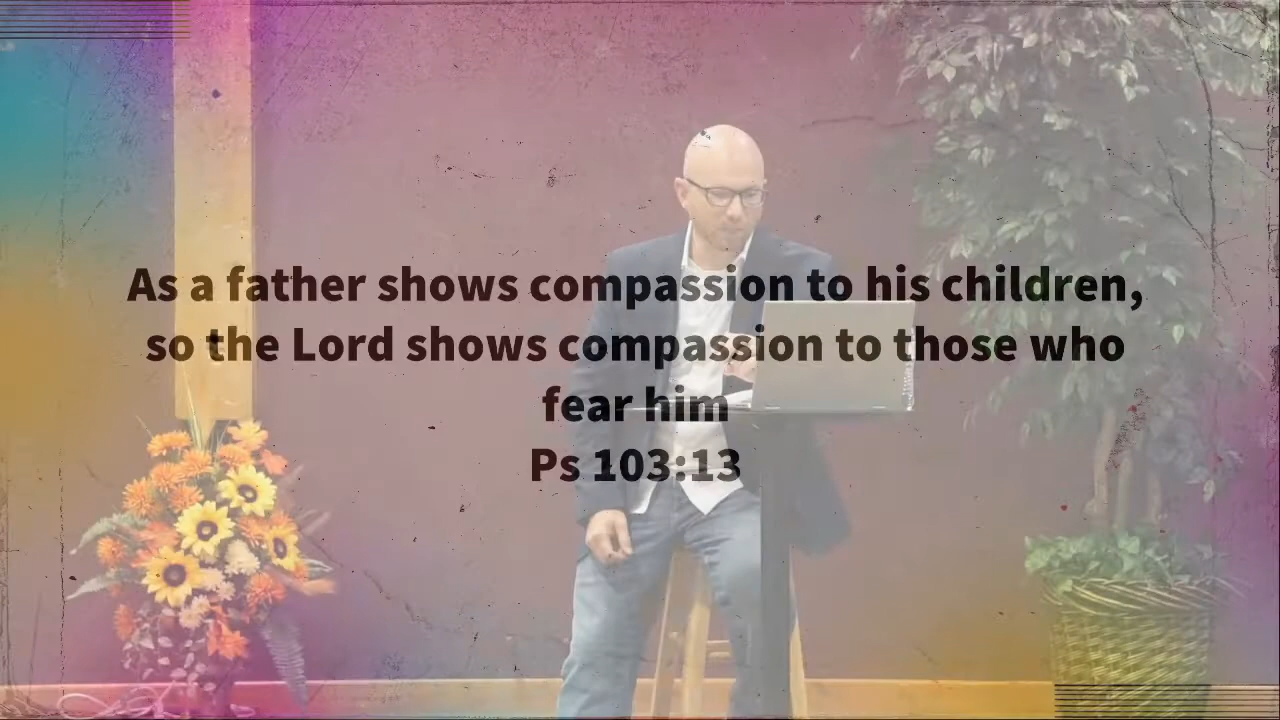 As a father shows compassion to his children,
so the Lord shows compassion to those who
fear him
Ps 103:13